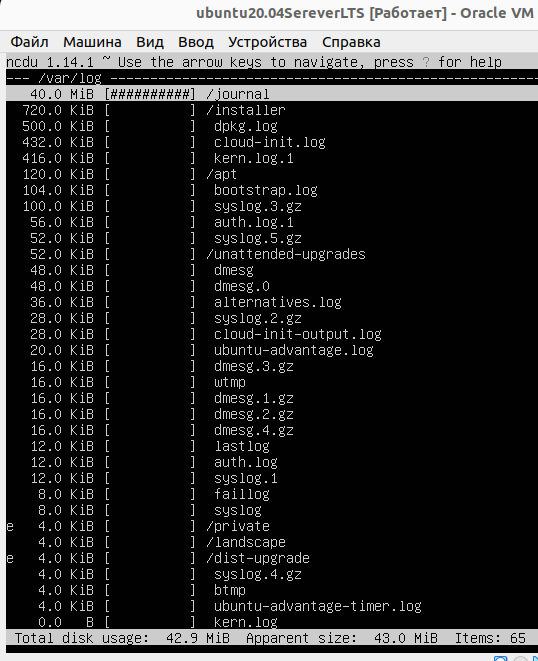 ubuntu20.04SereverLTS [Работает] - Oracle VM
Файл Машина Вид Ввод Устройства Справка
ncdu 1.14.1 ~ Use the arrow keys to navigate, press ? for help
--- /var/log ------------------------------------------------------
40.0 MiB [##########] /journal
720.0 KiB [          ] /installer
500.0 KiB [          ]  dpkg.log
432.0 KiB [          ]  cloud-init.log
416.0 KiB [          ]  kern.log.1
120.0 KiB [          ] /apt
104.0 KiB [          ]  bootstrap.log
100.0 KiB [          ]  syslog.3.gz
56.0 KiB [          ]  auth.log.1
52.0 KiB [          ]  syslog.5.gz
52.0 KiB [          ] /unattended-upgrades
48.0 KiB [          ]  dmesg
48.0 KiB [          ]  dmesg.0
36.0 KiB [          ]  alternatives.log
28.0 KiB [          ]  syslog.2.gz
28.0 KiB [          ]  cloud-init-output.log
20.0 KiB [          ]  ubuntu-advantage.log
16.0 KiB [          ]  dmesg.3.gz
16.0 KiB [          ]  wtmp
16.0 KiB [          ]  dmesg.1.gz
16.0 KiB [          ]  dmesg.2.gz
16.0 KiB [          ]  dmesg.4.gz
12.0 KiB [          ]  lastlog
12.0 KiB [          ]  auth.log
12.0 KiB [          ]  syslog.1
8.0 KiB [          ]  faillog
8.0 KiB [          ]  syslog
e 4.0 KiB [          ] /private
4.0 KiB [          ] /landscape
e 4.0 KiB [          ] /dist-upgrade
4.0 KiB [          ]  syslog.4.gz
4.0 KiB [          ]  btmp
4.0 KiB [          ]  ubuntu-advantage-timer.log
0.0 B [          ]  kern.log
Total disk usage: 42.9 MiB Apparent size: 43.0 MiB Items: 65